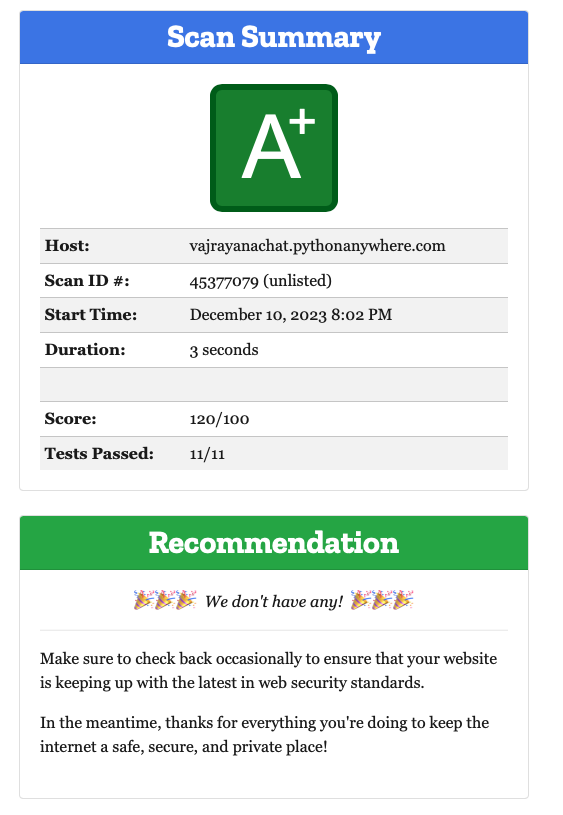 Scan Summary
A+
Host: vajrayanachat.pythonanywhere.com
Scan ID #: 45377079 (unlisted)
Start Time: December 10, 2023 8:02 PM
Duration: 3 seconds
Score: 120/100
Tests Passed: 11/11
Recommendation
🎉🎉🎉 We don't have any! 🎉🎉🎉
Make sure to check back occasionally to ensure that your website
is keeping up with the latest in web security standards.
In the meantime, thanks for everything you're doing to keep the
internet a safe, secure, and private place!